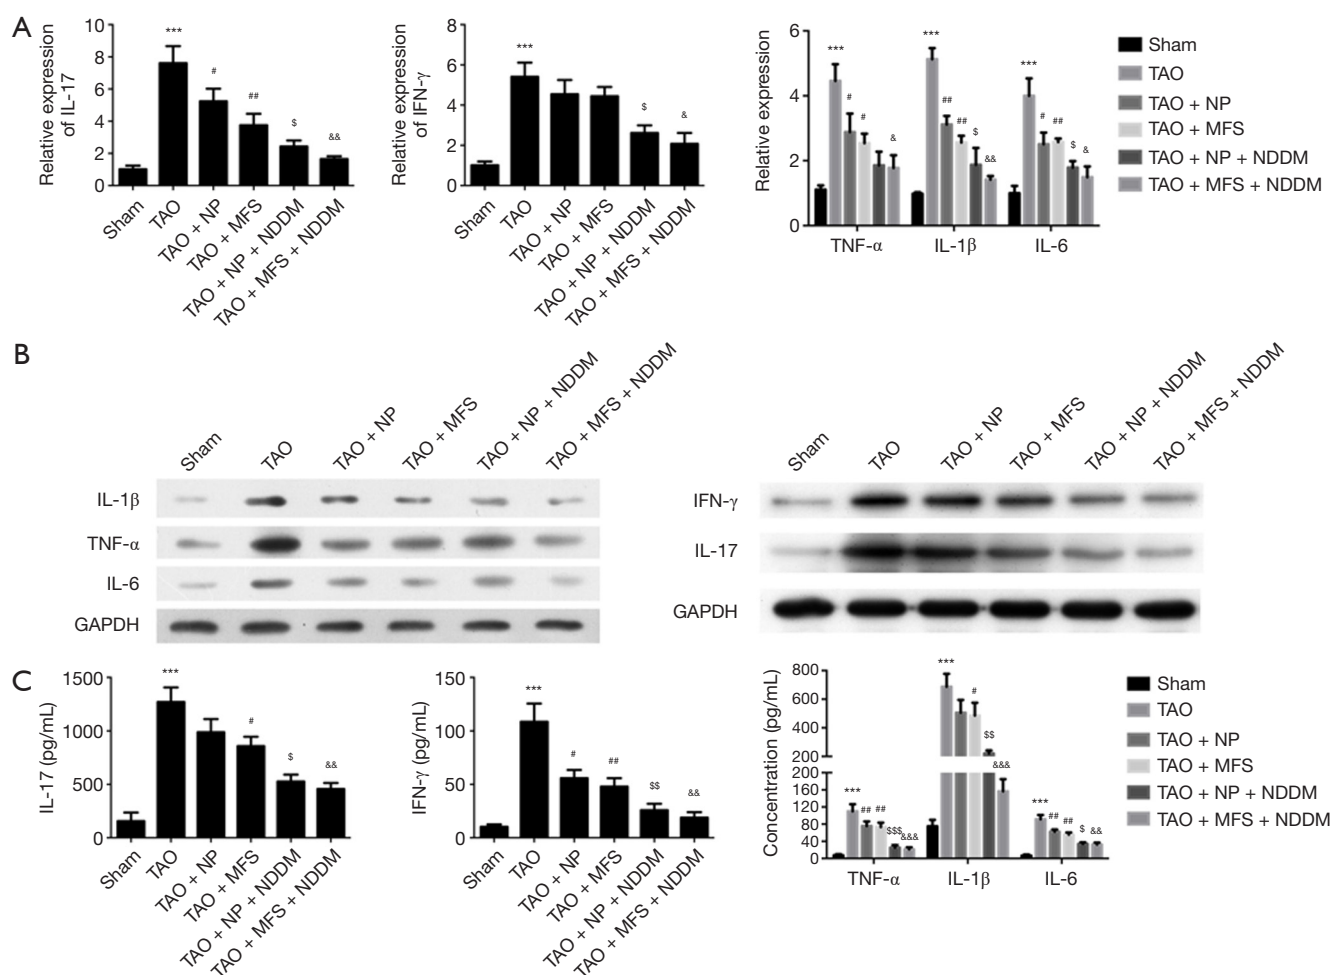 A
Relative expression
of IL-17
10
8
6
4
2
0
***
#
##
$
&&
Sham
TAO
TAO + NP
TAO + MFS
TAO + NP + NDDM
TAO + MFS + NDDM
Relative expression
of IFN-γ
8
6
4
2
0
***
$
&
Sham
TAO
TAO + NP
TAO + MFS
TAO + NP + NDDM
TAO + MFS + NDDM
Relative expression
6
4
2
0
***
#
#
&
***
##
##
$
&&
***
#
##
$
&
TNF-α
IL-1β
IL-6
Sham
TAO
TAO + NP
TAO + MFS
TAO + NP + NDDM
TAO + MFS + NDDM
B
Sham
TAO
TAO + NP
TAO + MFS
TAO + NP + NDDM
TAO + MFS + NDDM
IL-1β
TNF-α
IL-6
GAPDH
Sham
TAO
TAO + NP
TAO + MFS
TAO + NP + NDDM
TAO + MFS + NDDM
IFN-γ
IL-17
GAPDH
C
IL-17 (pg/mL)
1500
1000
500
0
***
#
$
&&
Sham
TAO
TAO + NP
TAO + MFS
TAO + NP + NDDM
TAO + MFS + NDDM
IFN-γ (pg/mL)
150
100
50
0
***
#
##
$$
&&
Sham
TAO
TAO + NP
TAO + MFS
TAO + NP + NDDM
TAO + MFS + NDDM
Concentration (pg/mL)
800
600
400
200
160
200
120
80
40
0
***
##
##
$$$
&&&
***
#
$$
&&&
***
##
##
$
&&
TNF-α
IL-1β
IL-6
Sham
TAO
TAO + NP
TAO + MFS
TAO + NP + NDDM
TAO + MFS + NDDM